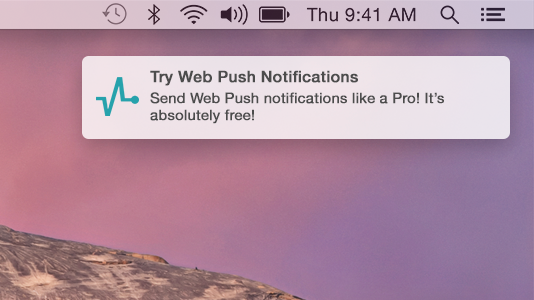 Thu 9:41 AM
Try Web Push Notifications
Send Web Push notifications like a Pro! It's
absolutely free!